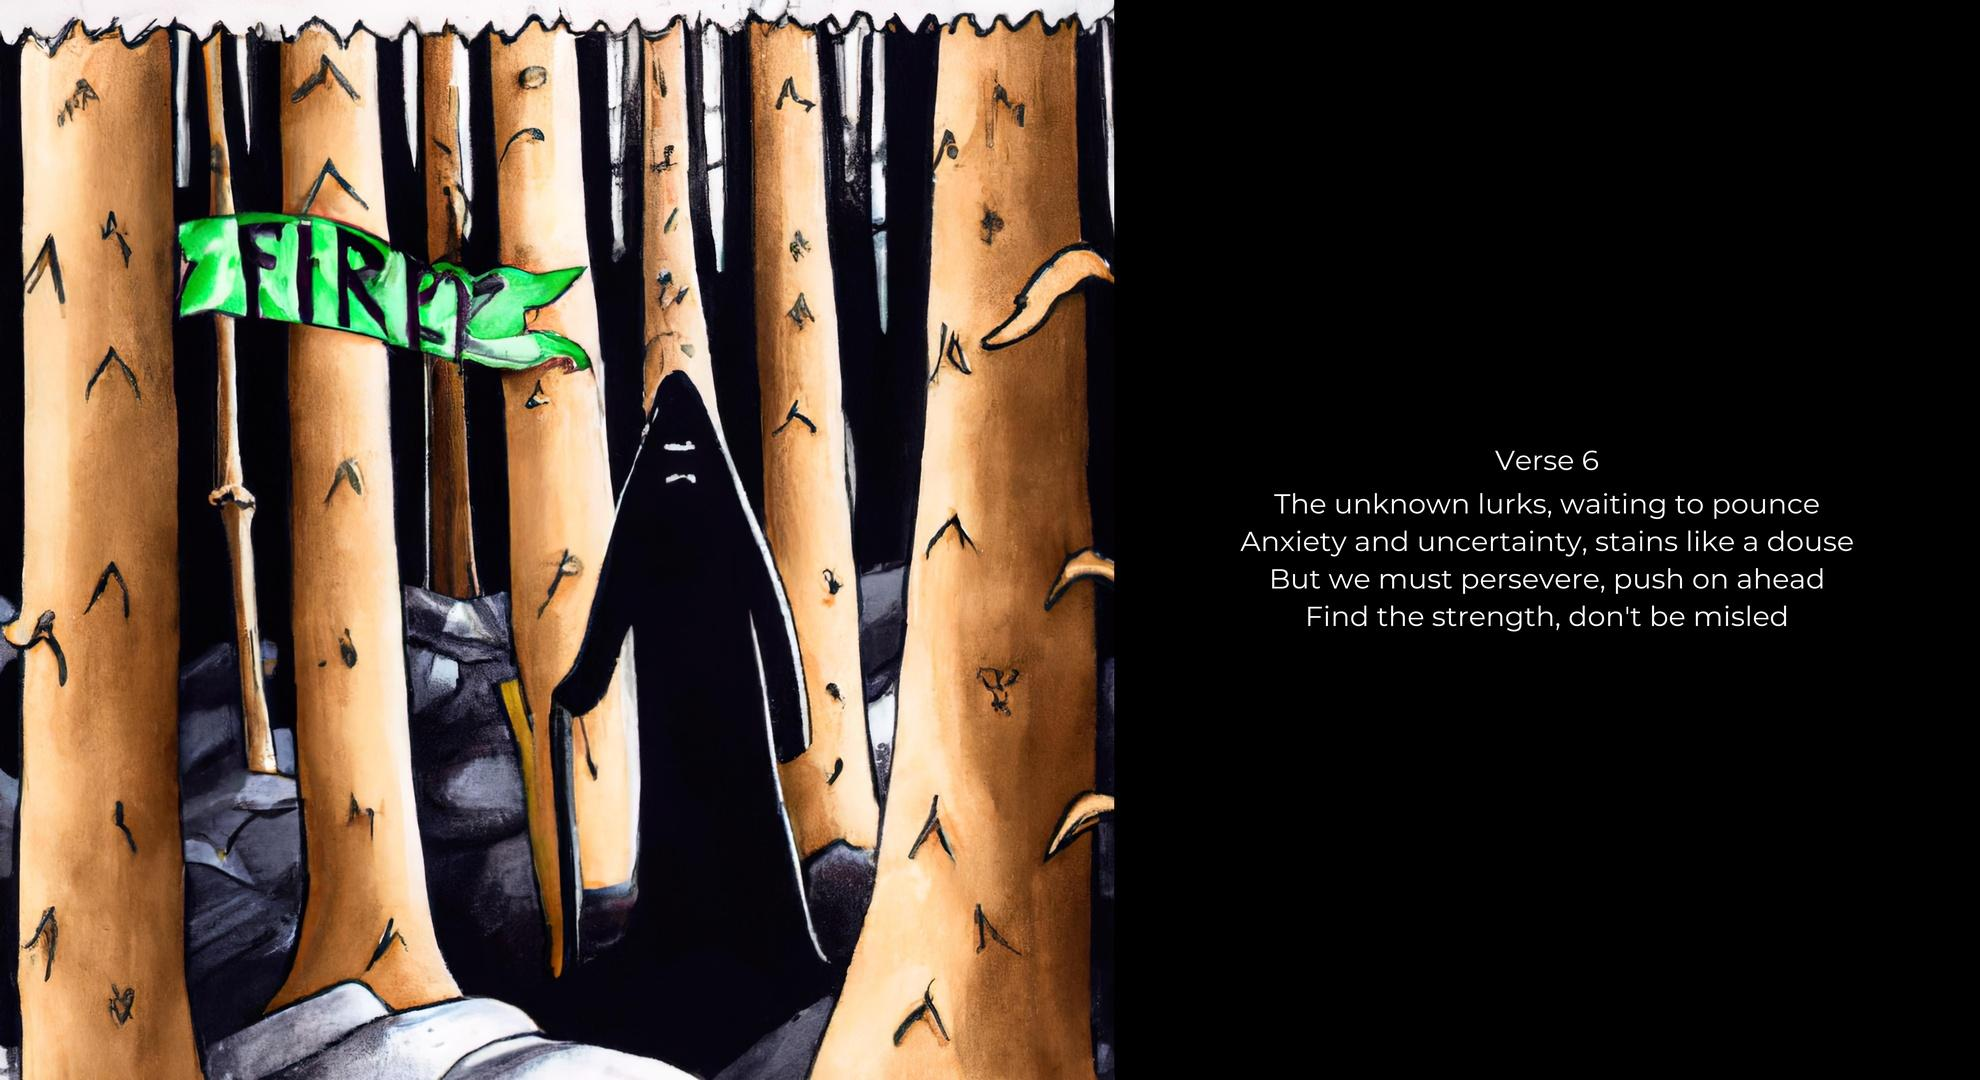 Verse 6
The unknown lurks, waiting to pounce
Anxiety and uncertainty, stains like a douse
But we must persevere, push on ahead
Find the strength, don't be misled